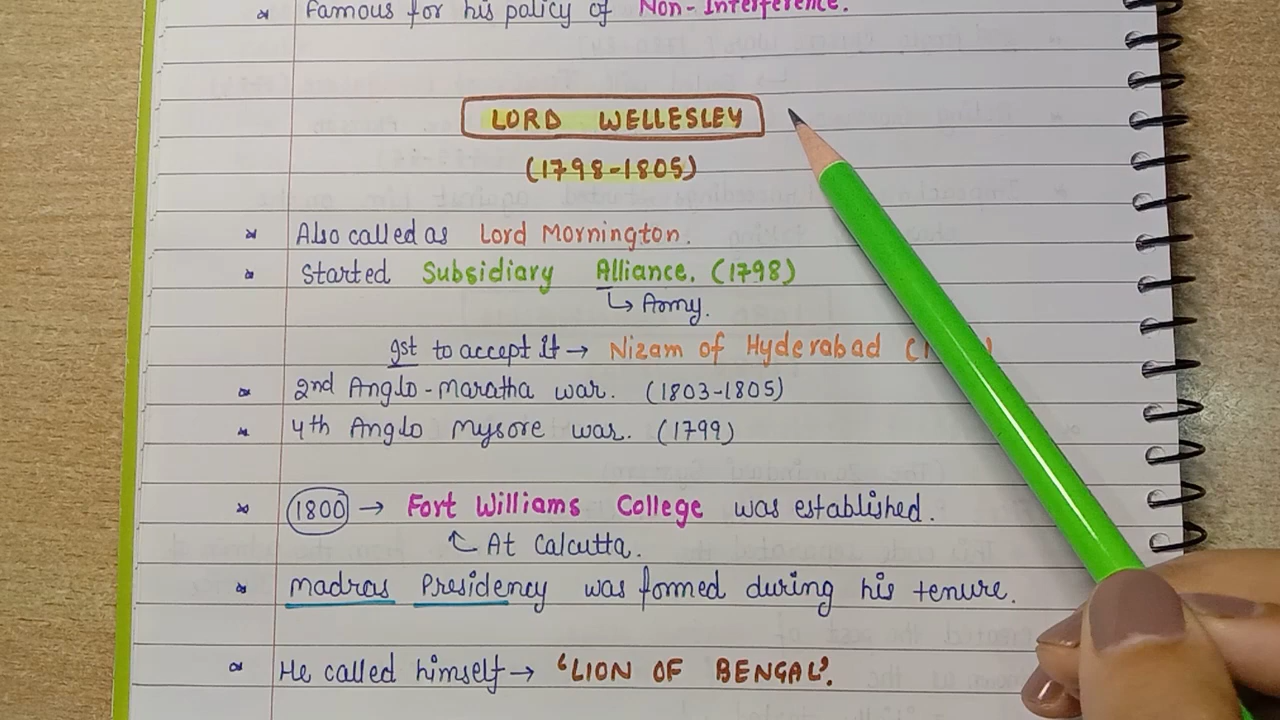 * Famous for his policy of Non-Interference.
LORD WELLESLEY
(1798-1805)
* Also called as Lord Mornington.
* Started Subsidiary Alliance. (1798)
↳ Army.
1st to accept it → Nizam of Hyderabad
* 2nd Anglo-Maratha war. (1803-1805)
* 4th Anglo Mysore war. (1799)
* 1800 → Fort Williams College was established.
↖ At Calcutta.
* Madras Presidency was formed during his tenure.
* He called himself → 'LION OF BENGAL'.